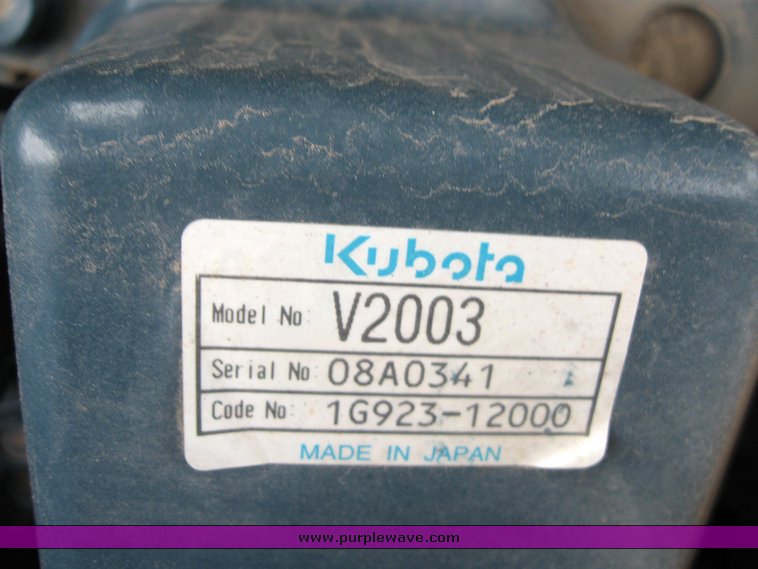 Kubota
Model No: V2003
Serial No 08A0341
Code No: 1G923-12000
MADE IN JAPAN
www.purplewave.com